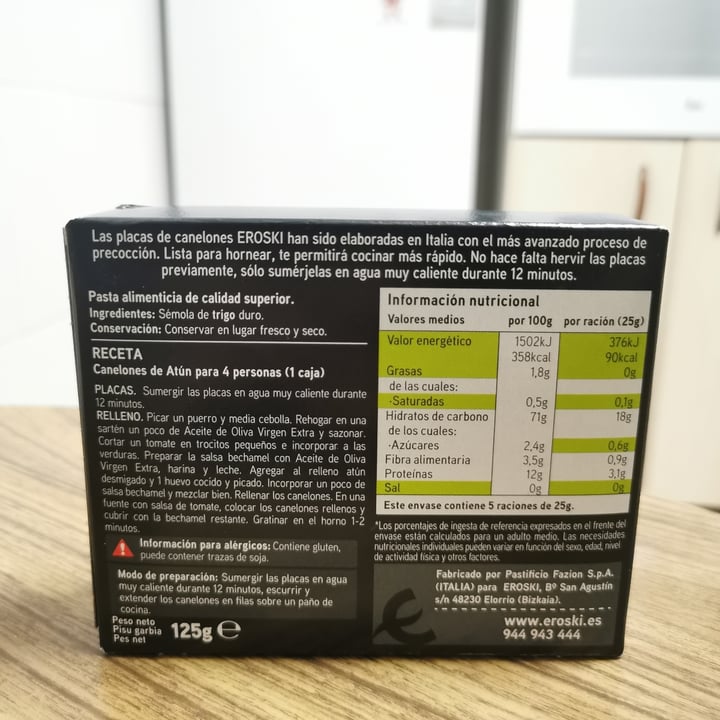 Las placas de canelones EROSKI han sido elaboradas en Italia con el más avanzado proceso de
precocción. Lista para hornear, te permitirá cocinar más rápido. No hace falta hervir las placas
previamente, sólo sumérjelas en agua muy caliente durante 12 minutos.
Pasta alimenticia de calidad superior.
Ingredientes: Sémola de trigo duro.
Conservación: Conservar en lugar fresco y seco.
RECETA
Canelones de Atún para 4 personas (1 caja)
PLACAS. Sumergir las placas en agua muy caliente durante
12 minutos.
RELLENO. Picar un puerro y media cebolla. Rehogar en una
sartén un poco de Aceite de Oliva Virgen Extra y sazonar.
Cortar un tomate en trocitos pequeños e incorporar a las
verduras. Preparar la salsa bechamel con Aceite de Oliva
Virgen Extra, harina y leche. Agregar al relleno atún
desmigado y 1 huevo cocido y picado. Incorporar un poco de
salsa bechamel y mezclar bien. Rellenar los canelones. En una
fuente con salsa de tomate, colocar los canelones rellenos y
cubrir con la bechamel restante. Gratinar en el horno 1-2
minutos.
Información para alérgicos: Contiene gluten,
puede contener trazas de soja.
Modo de preparación: Sumergir las placas en agua
muy caliente durante 12 minutos, escurrir y
extender los canelones en filas sobre un paño de
cocina.
Peso neto
Pisu garbia
Pes net
125g e
Información nutricional
Valores medios por 100g por ración (25g)
Valor energético 1502kJ 376kJ
358kcal 90kcal
Grasas 1,8g 0g
de las cuales:
·Saturadas 0,5g 0,1g
Hidratos de carbono 71g 18g
de los cuales:
·Azúcares 2,4g 0,6g
Fibra alimentaria 3,5g 0,9g
Proteínas 12g 3,1g
Sal 0g 0g
Este envase contiene 5 raciones de 25g.
*Los porcentajes de ingesta de referencia expresados en el frente del
envase están calculados para un adulto medio. Las necesidades
nutricionales individuales pueden variar en función del sexo, edad, nivel
de actividad física y otros factores.
Fabricado por Pastificio Fazion S.p.A.
(ITALIA) para EROSKI, Bº San Agustín
s/n 48230 Elorrio (Bizkaia).
www.eroski.es
944 943 444